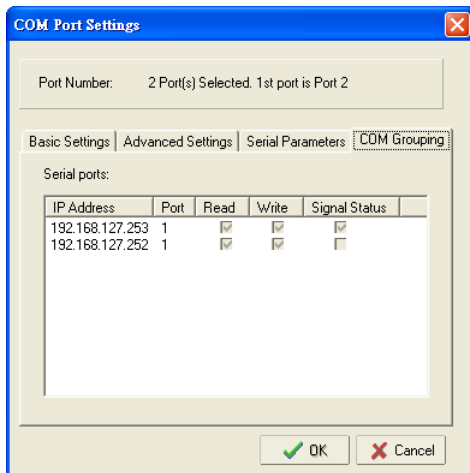 COM Port Settings
Port Number: 2 Port(s) Selected. 1st port is Port 2
Basic Settings Advanced Settings Serial Parameters COM Grouping
Serial ports:
IP Address Port Read Write Signal Status
192.168.127.253 1
192.168.127.252 1
OK Cancel